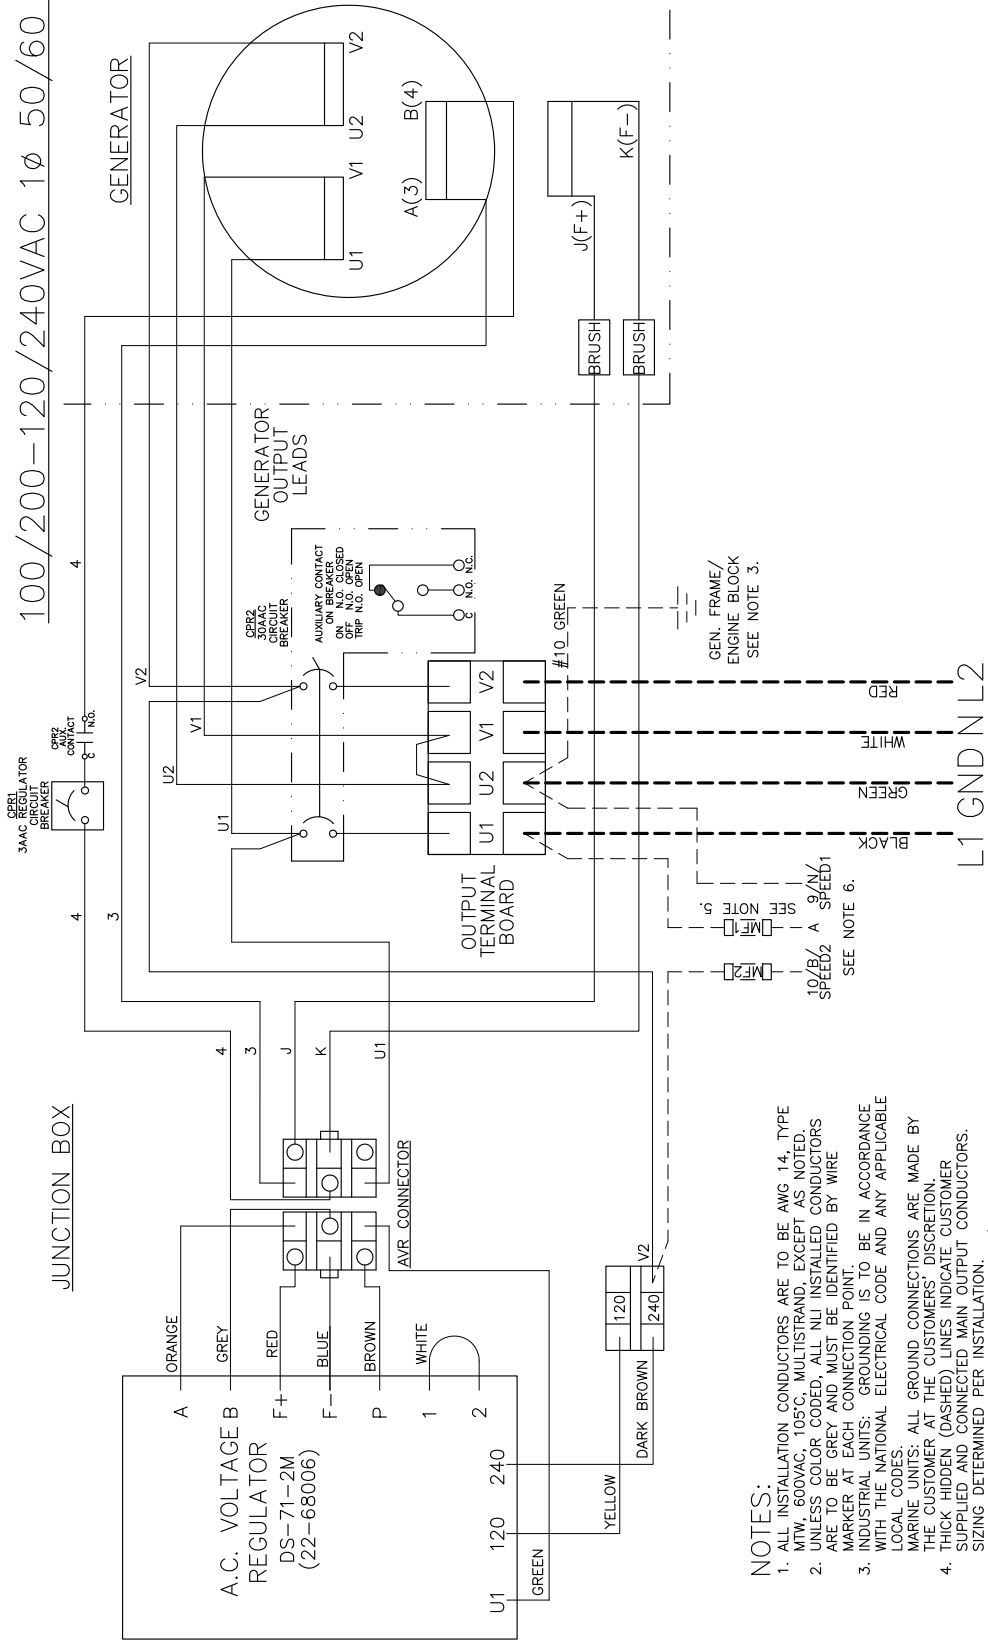 100/200-120/240VAC 1ø 50/60
GENERATOR
V2
U2
V1
U1
B(4)
A(3)
K(F-)
J(F+)
BRUSH
BRUSH
GENERATOR
OUTPUT
LEADS
CPR2
30AAC
CIRCUIT
BREAKER
AUXILIARY CONTACT
ON BREAKER
ON N.O. CLOSED
OFF N.O. OPEN
TRIP N.O. OPEN
C
N.O.
N.C.
4
V2
V1
U2
U1
CPR1
3AAC REGULATOR
CIRCUIT
BREAKER
CPR2
AUX.
CONTACT
C
N.O.
4
3
OUTPUT
TERMINAL
BOARD
U1
U2
V1
V2
#10 GREEN
GEN. FRAME/
ENGINE BLOCK
SEE NOTE 3.
RED
WHITE
GREEN
BLACK
L1 GND N L2
SEE NOTE 5.
MF1
MF2
9/N/
SPEED1
A
10/B/
SPEED2
SEE NOTE 6.
JUNCTION BOX
4
3
J
K
U1
AVR CONNECTOR
ORANGE
GREY
RED
BLUE
BROWN
WHITE
A
B
F+
F-
P
1
2
A.C. VOLTAGE
REGULATOR
DS-71-2M
(22-68006)
U1
120
240
GREEN
YELLOW
DARK BROWN
120
240
V2
NOTES:
1. ALL INSTALLATION CONDUCTORS ARE TO BE AWG 14, TYPE
MTW, 600VAC, 105°C, MULTISTRAND, EXCEPT AS NOTED.
2. UNLESS COLOR CODED, ALL NLI INSTALLED CONDUCTORS
ARE TO BE GREY AND MUST BE IDENTIFIED BY WIRE
MARKER AT EACH CONNECTION POINT.
3. INDUSTRIAL UNITS: GROUNDING IS TO BE IN ACCORDANCE
WITH THE NATIONAL ELECTRICAL CODE AND ANY APPLICABLE
LOCAL CODES.
MARINE UNITS: ALL GROUND CONNECTIONS ARE MADE BY
THE CUSTOMER AT THE CUSTOMERS' DISCRETION.
4. THICK HIDDEN (DASHED) LINES INDICATE CUSTOMER
SUPPLIED AND CONNECTED MAIN OUTPUT CONDUCTORS.
SIZING DETERMINED PER INSTALLATION.